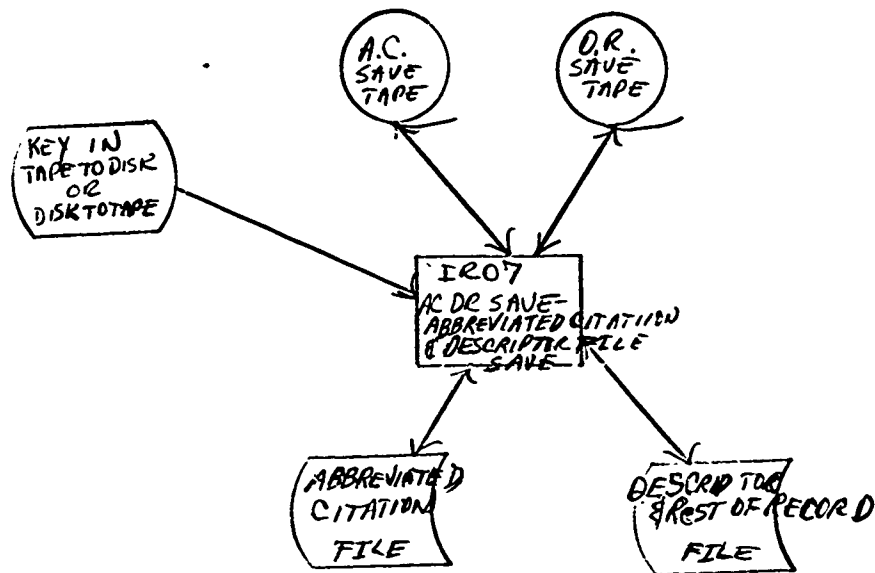 A.C.
SAVE
TAPE
D.R.
SAVE
TAPE
KEY IN
TAPE TO DISK
OR
DISK TO TAPE
IR07
AC DR SAVE-
ABBREVIATED CITATIION
& DESCRIPTOR FILE
SAVE
ABBREVIATED
CITATION
FILE
DESCRIPTOR
& REST OF RECORD
FILE